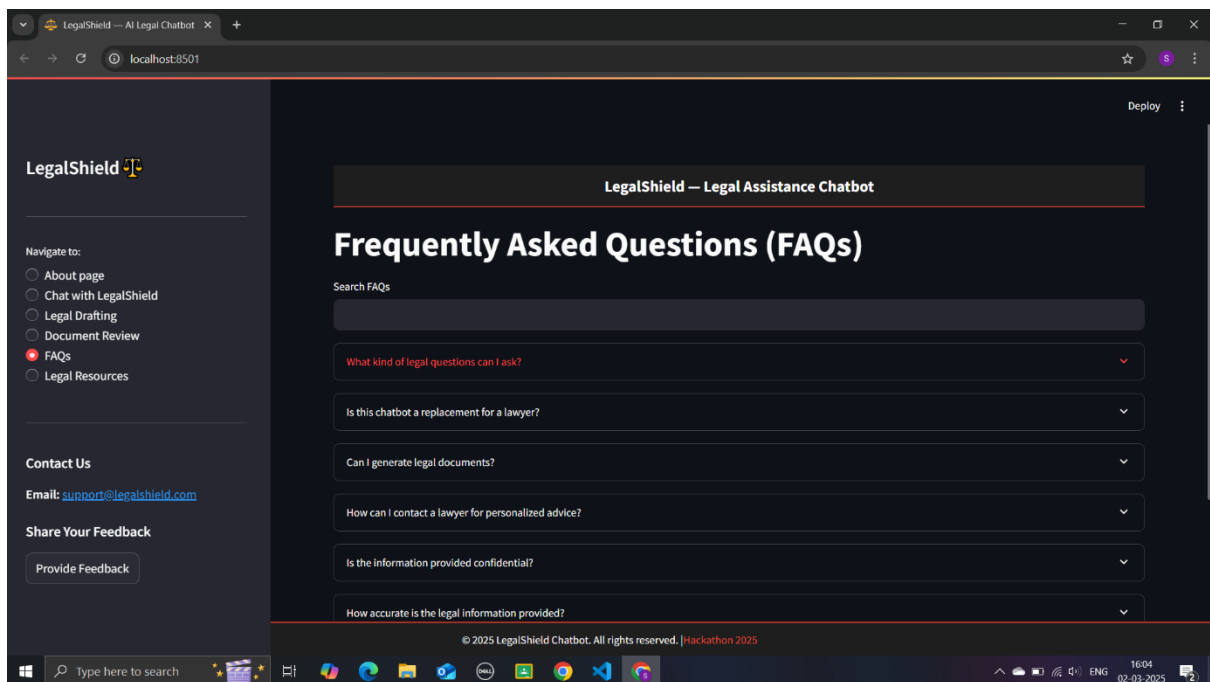 LegalShield — AI Legal Chatbot
localhost:8501
S
Deploy
LegalShield
Navigate to:
About page
Chat with LegalShield
Legal Drafting
Document Review
FAQs
Legal Resources
Contact Us
Email: support@legalshield.com
Share Your Feedback
Provide Feedback
LegalShield — Legal Assistance Chatbot
Frequently Asked Questions (FAQs)
Search FAQs
What kind of legal questions can I ask?
Is this chatbot a replacement for a lawyer?
Can I generate legal documents?
How can I contact a lawyer for personalized advice?
Is the information provided confidential?
How accurate is the legal information provided?
© 2025 LegalShield Chatbot. All rights reserved. |Hackathon 2025
Type here to search
DELL
S
ENG
16:04
02-03-2025
2